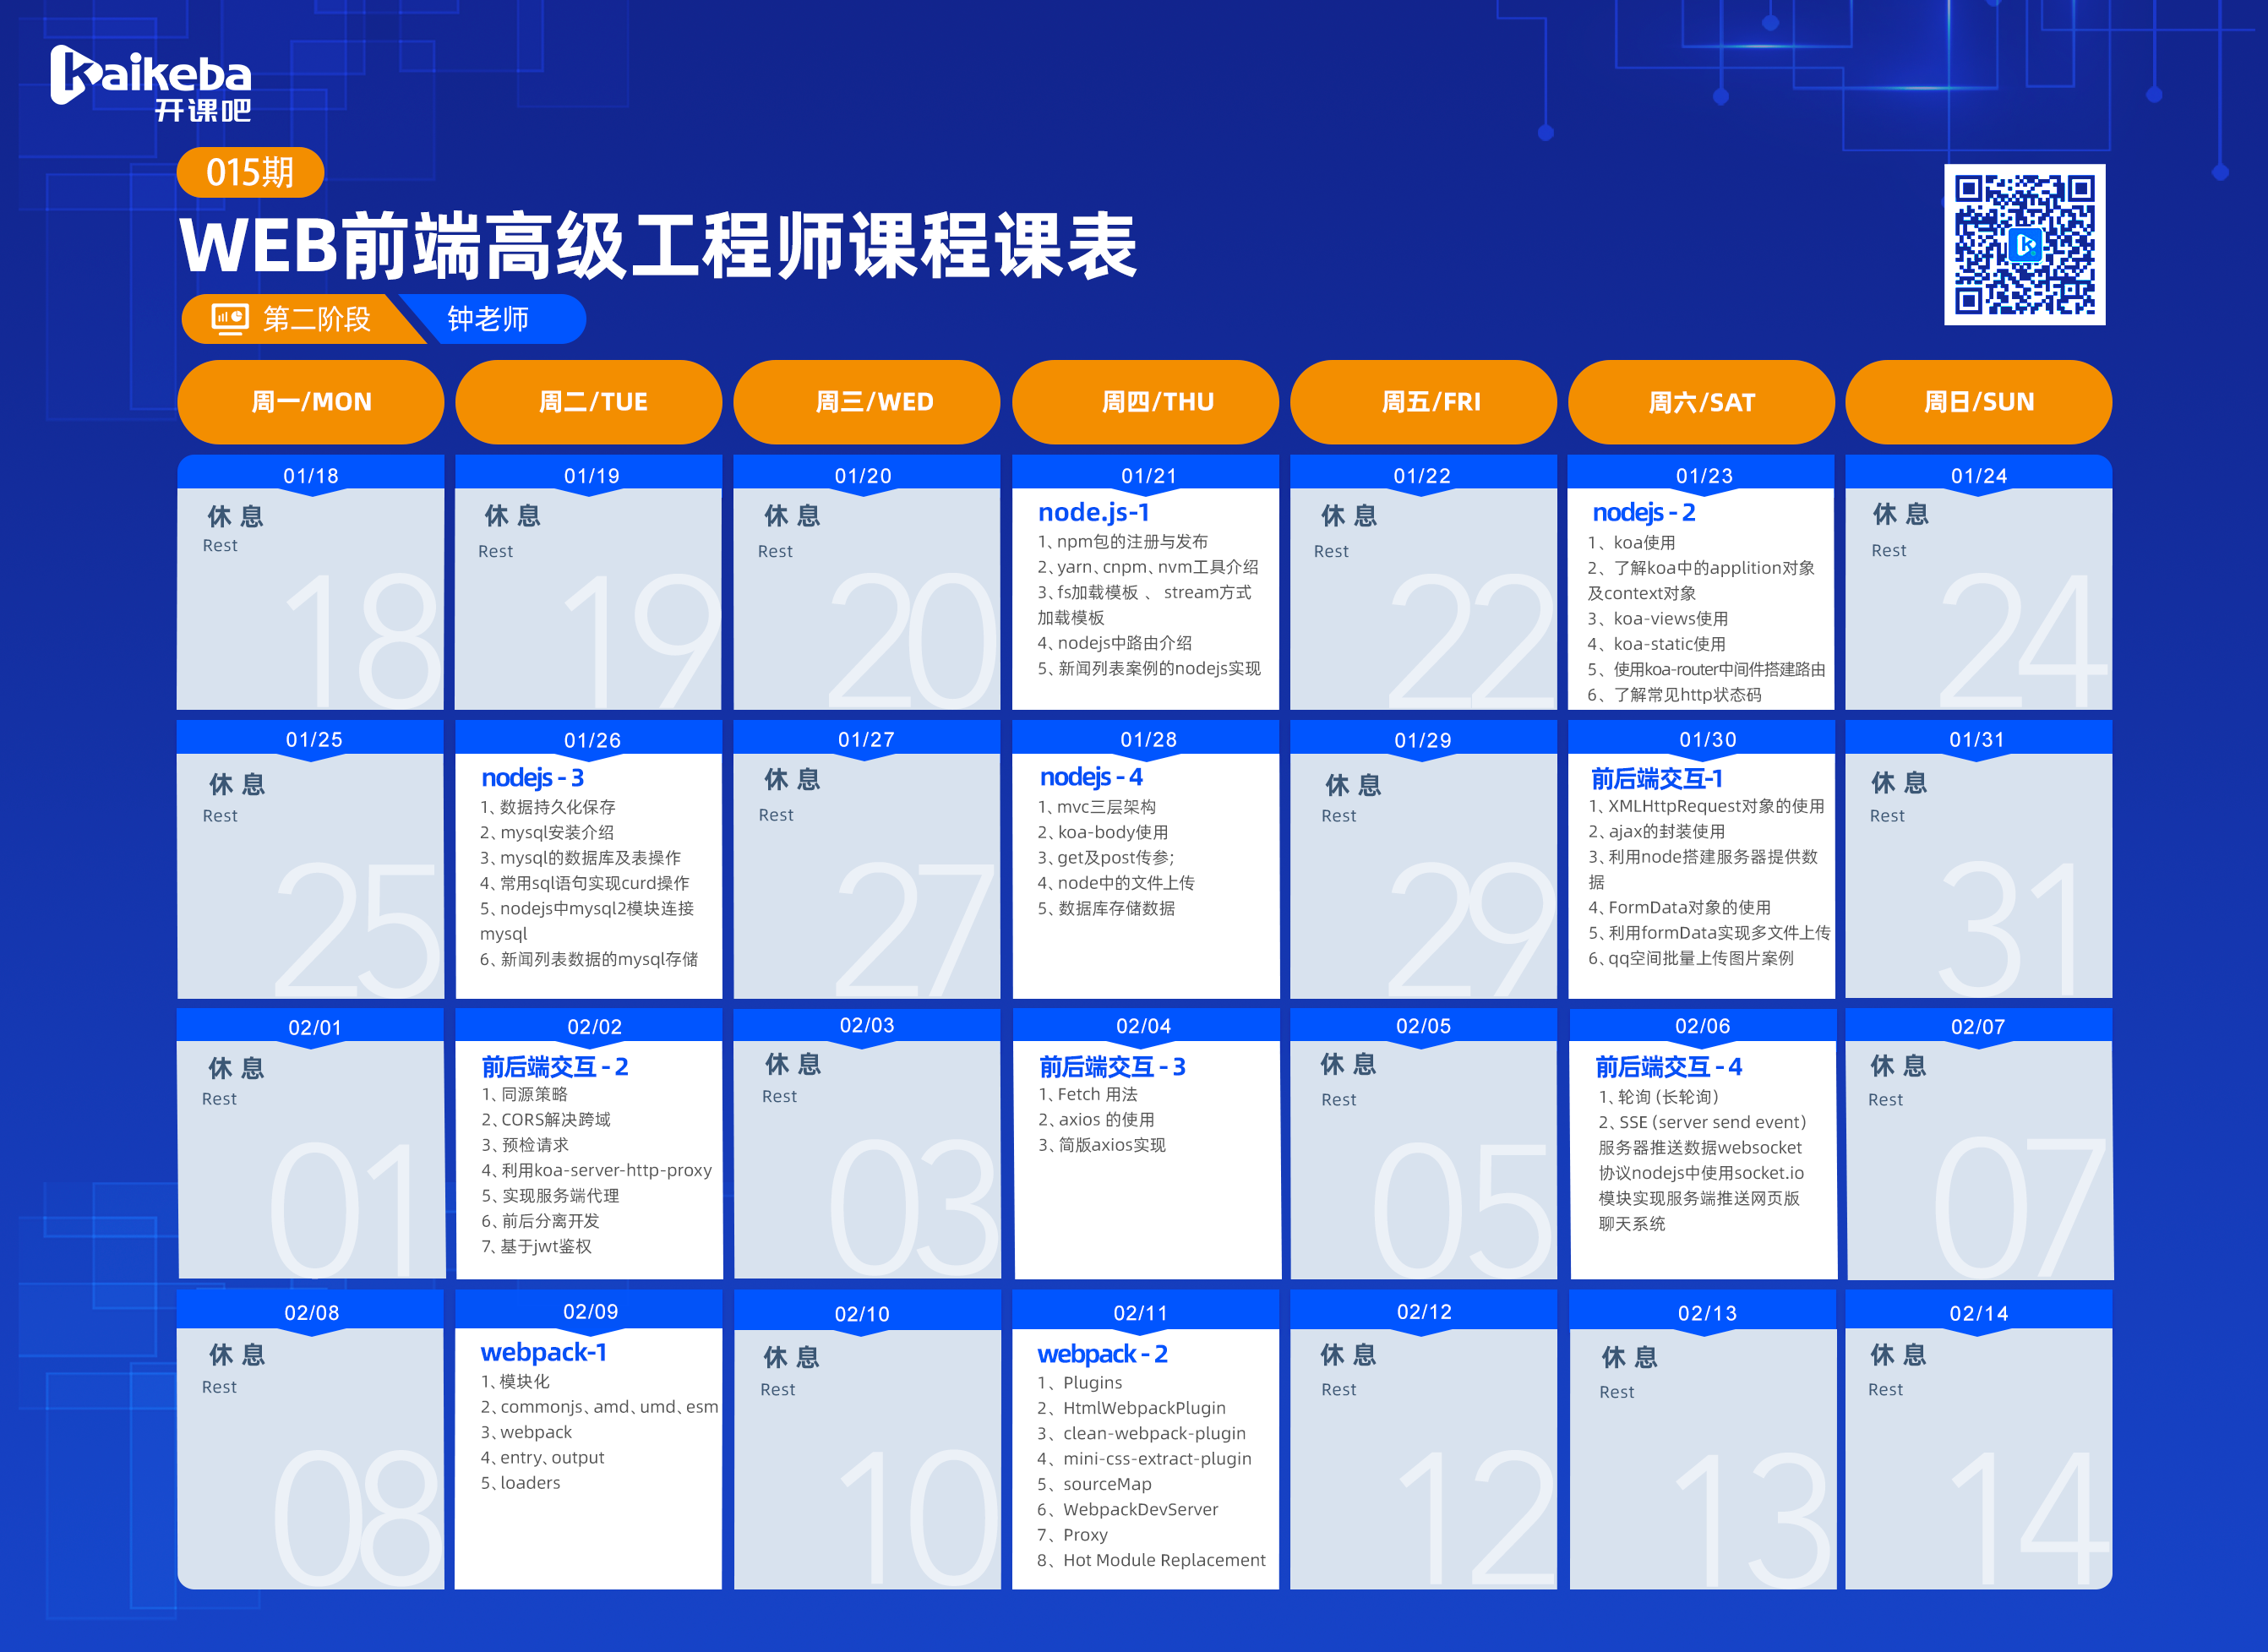 kaikeba
开课吧
015期
WEB前端高级工程师课程课表
第二阶段
钟老师
周一/MON
周二/TUE
周三/WED
周四/THU
周五/FRI
周六/SAT
周日/SUN
01/18
休 息
Rest
18
01/19
休 息
Rest
19
01/20
休 息
Rest
20
01/21
node.js-1
1、npm包的注册与发布
2、yarn、cnpm、nvm工具介绍
3、fs加载模板 、 stream方式
加载模板
4、nodejs中路由介绍
5、新闻列表案例的nodejs实现
01/22
休 息
Rest
22
01/23
nodejs - 2
1、koa使用
2、了解koa中的applition对象
及context对象
3、koa-views使用
4、koa-static使用
5、使用koa-router中间件搭建路由
6、了解常见http状态码
01/24
休 息
Rest
24
01/25
休 息
Rest
25
01/26
nodejs - 3
1、数据持久化保存
2、mysql安装介绍
3、mysql的数据库及表操作
4、常用sql语句实现curd操作
5、nodejs中mysql2模块连接
mysql
6、新闻列表数据的mysql存储
01/27
休 息
Rest
27
01/28
nodejs - 4
1、mvc三层架构
2、koa-body使用
3、get及post传参；
4、node中的文件上传
5、数据库存储数据
01/29
休 息
Rest
29
01/30
前后端交互-1
1、XMLHttpRequest对象的使用
2、ajax的封装使用
3、利用node搭建服务器提供数
据
4、FormData对象的使用
5、利用formData实现多文件上传
6、qq空间批量上传图片案例
01/31
休 息
Rest
31
02/01
休 息
Rest
01
02/02
前后端交互 - 2
1、同源策略
2、CORS解决跨域
3、预检请求
4、利用koa-server-http-proxy
5、实现服务端代理
6、前后分离开发
7、基于jwt鉴权
02/03
休 息
Rest
03
02/04
前后端交互 - 3
1、Fetch 用法
2、axios 的使用
3、简版axios实现
02/05
休 息
Rest
05
02/06
前后端交互 - 4
1、轮询（长轮询）
2、SSE（server send event）
服务器推送数据websocket
协议nodejs中使用socket.io
模块实现服务端推送网页版
聊天系统
02/07
休 息
Rest
07
02/08
休 息
Rest
08
02/09
webpack-1
1、模块化
2、commonjs、amd、umd、esm
3、webpack
4、entry、output
5、loaders
02/10
休 息
Rest
10
02/11
webpack - 2
1、Plugins
2、HtmlWebpackPlugin
3、clean-webpack-plugin
4、mini-css-extract-plugin
5、sourceMap
6、WebpackDevServer
7、Proxy
8、Hot Module Replacement
02/12
休 息
Rest
12
02/13
休 息
Rest
13
02/14
休 息
Rest
14